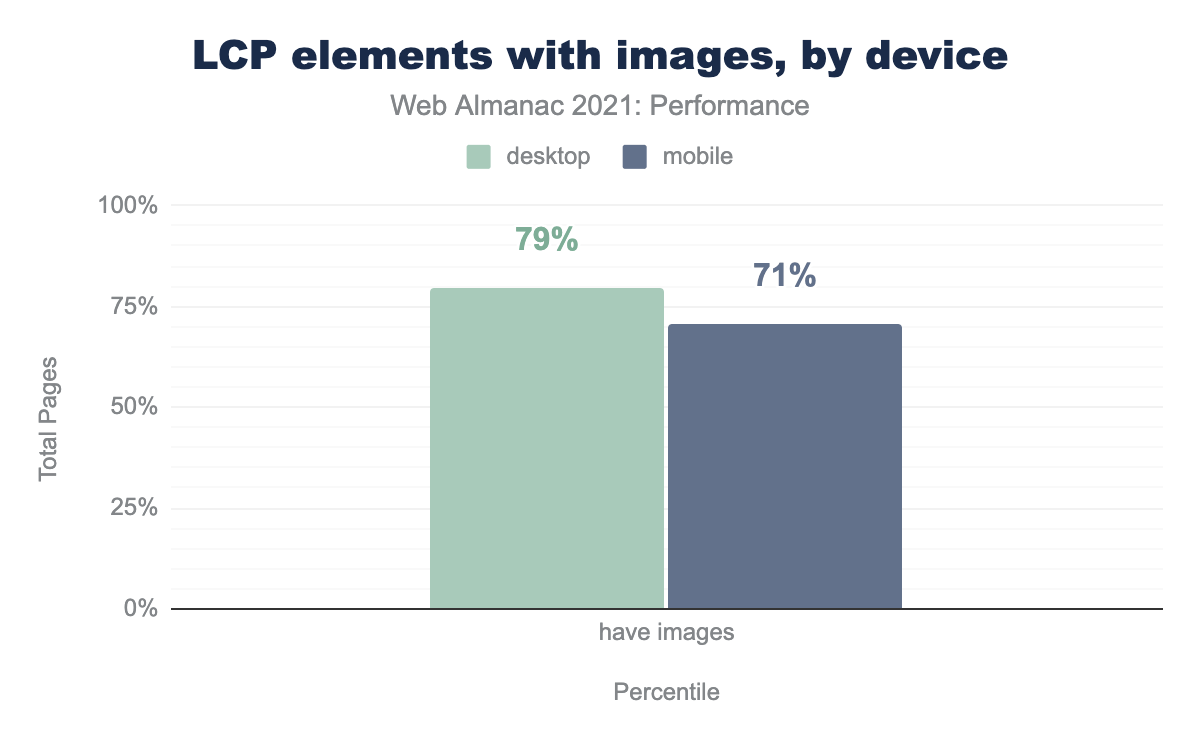 LCP elements with images, by device
Web Almanac 2021: Performance
desktop mobile
100%
79%
71%
75%
50%
25%
0%
Total Pages
have images
Percentile